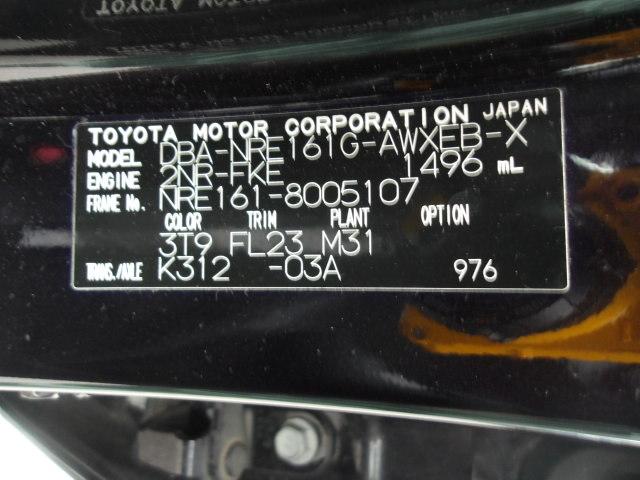 TOYOTA MOTOR CORPORATION JAPAN
MODEL DBA-NRE161G-AWXEB-X
ENGINE 2NR-FKE 1496 mL
FRAME No. NRE161-8005107
COLOR TRIM PLANT OPTION
3T9 FL23 M31
TRANS./AXLE K312 -03A 976